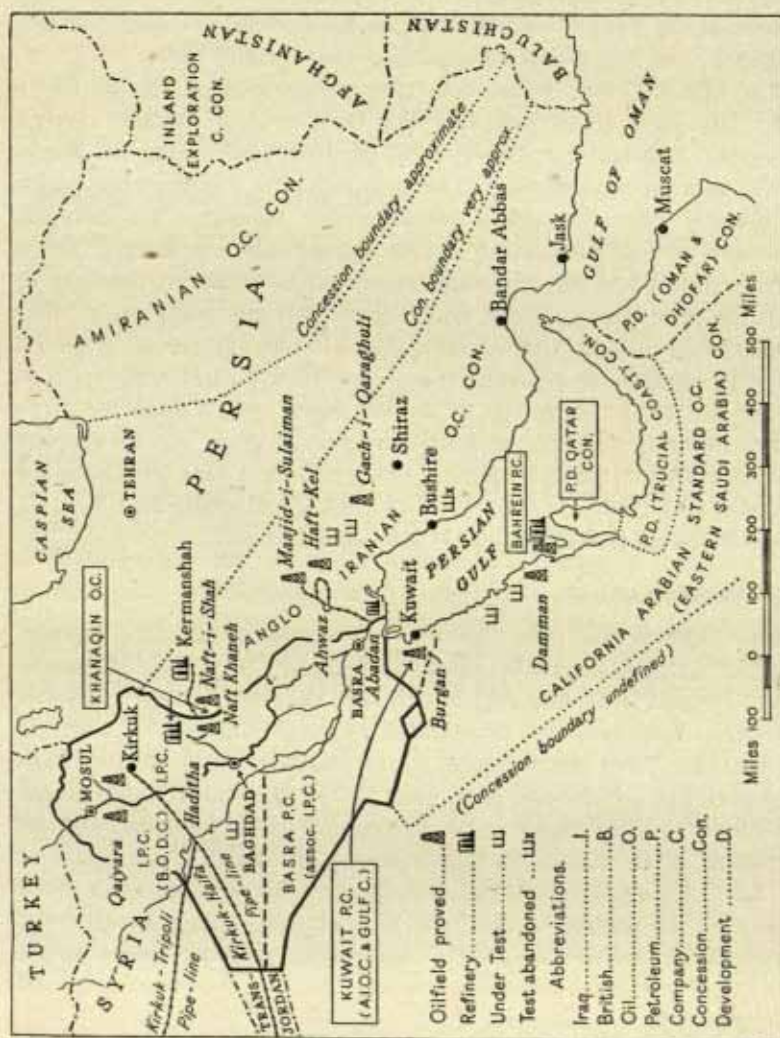 TURKEY
CASPIAN
SEA
INLAND
EXPLORATION
C. CON.
AFGHANISTAN
BALUCHISTAN
SYRIA
MOSUL
Qaiyara
Kirkuk
I.P.C.
I.P.C.
(B.O.D.C.)
Kirkuk-Tripoli
Pipe-line
Kirkuk-Haifa
Pipe-line
TRANS-
JORDAN
Haditha
BAGHDAD
KHANAQIN O.C.
Kermanshah
Naft-i-Shah
Naft Khaneh
TEHRAN
PERSIA
AMIRANIAN O.C. CON.
Concession boundary approximate
Con. boundary very approx.
ANGLO IRANIAN O.C. CON.
Masjid-i-Sulaiman
Haft-Kel
Gach-i-Qaraghuli
Ahwaz
BASRA
Abadan
BASRA P.C.
(assoc. I.P.C.)
Shiraz
Bushire
Kuwait
Burgan
KUWAIT P.C.
(A.I.O.C. & GULF C.)
PERSIAN
GULF
BAHREIN P.C.
P.D. QATAR
CON.
Damman
Bandar Abbas
Jask
GULF OF OMAN
Muscat
P.D. (OMAN &
DHOFAR) CON.
P.D. (TRUCIAL COAST) CON.
CALIFORNIA ARABIAN STANDARD O.C.
(EASTERN SAUDI ARABIA) CON.
(Concession boundary undefined)
Oilfield proved
Refinery
Under Test
Test abandoned
x
Abbreviations.
Iraq I.
British B.
Oil O.
Petroleum P.
Company C.
Concession Con.
Development D.
Miles 100 0 100 200 300 400 500 Miles